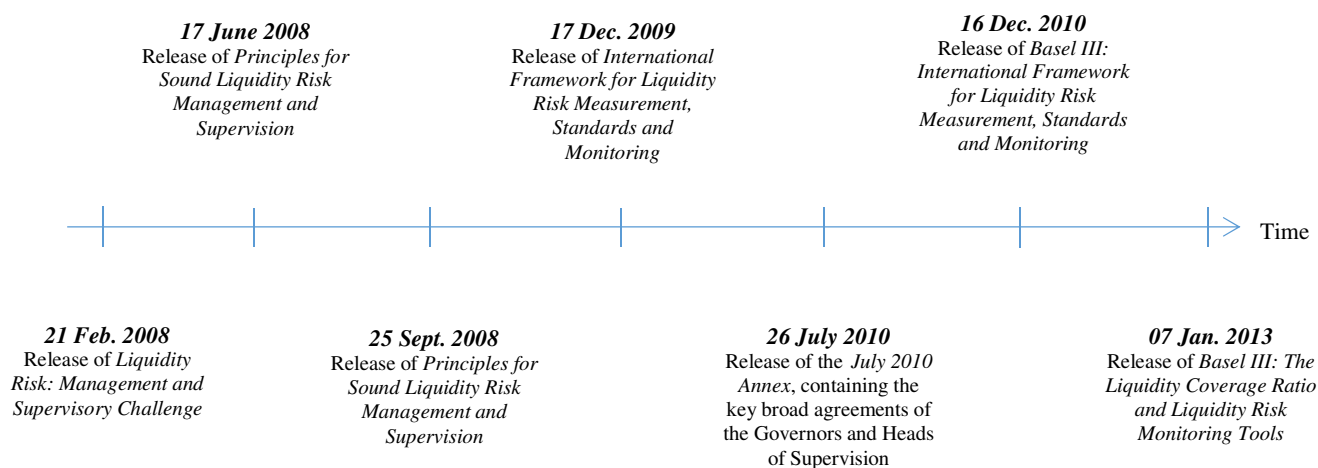 17 June 2008
Release of Principles for
Sound Liquidity Risk
Management and
Supervision
17 Dec. 2009
Release of International
Framework for Liquidity
Risk Measurement,
Standards and
Monitoring
16 Dec. 2010
Release of Basel III:
International Framework
for Liquidity Risk
Measurement, Standards
and Monitoring
Time
21 Feb. 2008
Release of Liquidity
Risk: Management and
Supervisory Challenge
25 Sept. 2008
Release of Principles for
Sound Liquidity Risk
Management and
Supervision
26 July 2010
Release of the July 2010
Annex, containing the
key broad agreements of
the Governors and Heads
of Supervision
07 Jan. 2013
Release of Basel III: The
Liquidity Coverage Ratio
and Liquidity Risk
Monitoring Tools